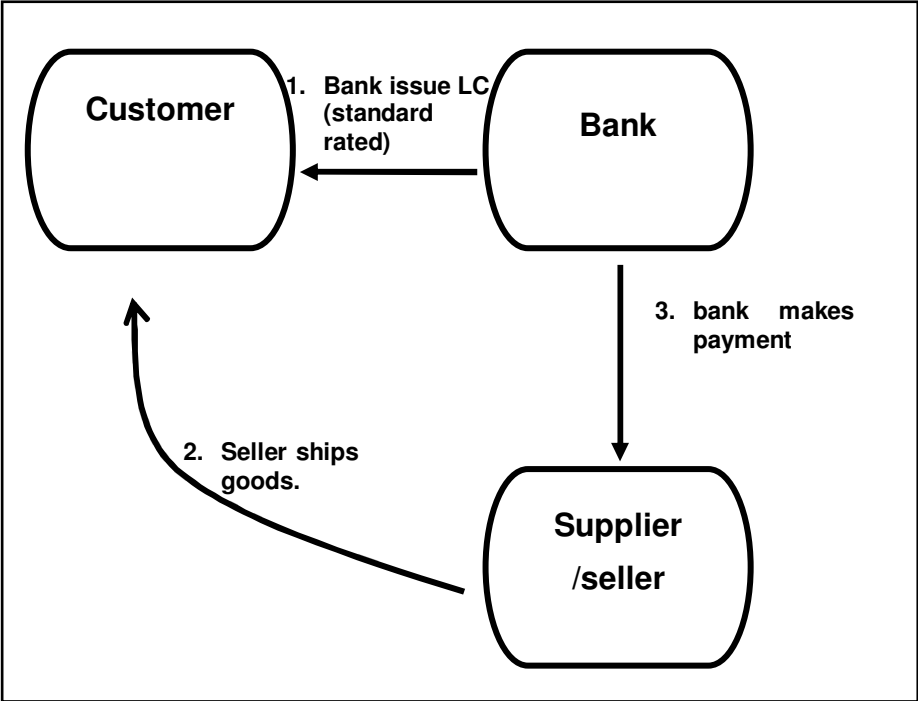 Customer
1. Bank issue LC
(standard
rated)
Bank
3. bank makes
payment
2. Seller ships
goods.
Supplier
/seller